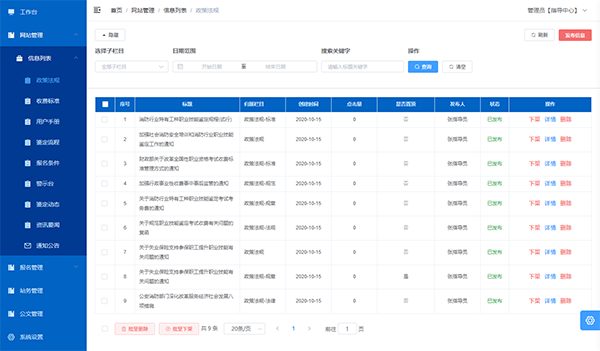 工作台
首页 / 网站管理 / 信息列表 / 政策法规
管理员【指导中心】
网站管理
隐藏
刷新
发布信息
信息列表
选择子栏目
日期范围
搜索关键字
操作
政策法规
全部子栏目
开始日期
至
结束日期
请输入标题关键字
查询
清空
收费标准
用户手册
鉴定流程
报名条件
警示台
鉴定动态
资讯要闻
通知公告
报名管理
站务管理
公文管理
系统设置
序号 标题 归属栏目 创建时间 点击量 是否置顶 发布人 状态 操作
1 消防行业特有工种职业技能鉴定规程(试行) 政策法规-标准 2020-10-15 0 否 张指导员 已发布 下架 详情 删除
2 加强社会消防安全培训和消防行业职业技能
鉴定工作的通知 政策法规 2020-10-15 0 否 张指导员 已发布 下架 详情 删除
3 财政部关于改革全国性职业资格考试收费标
准管理方式的通知 政策法规-标准 2020-10-15 0 否 张指导员 已发布 下架 详情 删除
4 加强行政事业性收费事中事后监管的通知 政策法规-规范 2020-10-15 0 否 张指导员 已发布 下架 详情 删除
5 关于消防行业特有工种职业技能鉴定考试考
务费的通知 政策法规-规章 2020-10-15 0 否 张指导员 已发布 下架 详情 删除
6 关于规范职业技能鉴定考试收费有关问题的
复函 政策法规-法规 2020-10-15 0 否 张指导员 已发布 下架 详情 删除
7 关于失业保险支持参保职工提升职业技能有
关问题的通知 政策法规 2020-10-15 0 否 张指导员 已发布 下架 详情 删除
8 关于失业保险支持参保职工提升职业技能有
关问题的通知 政策法规-规章 2020-10-15 0 是 张指导员 已发布 下架 详情 删除
9 公安消防部门深化改革服务经济社会发展八
项措施 政策法规-法律 2020-10-15 0 否 张指导员 已发布 下架 详情 删除
批量删除 批量下架 共 9 条 20条/页 1 前往 1 页